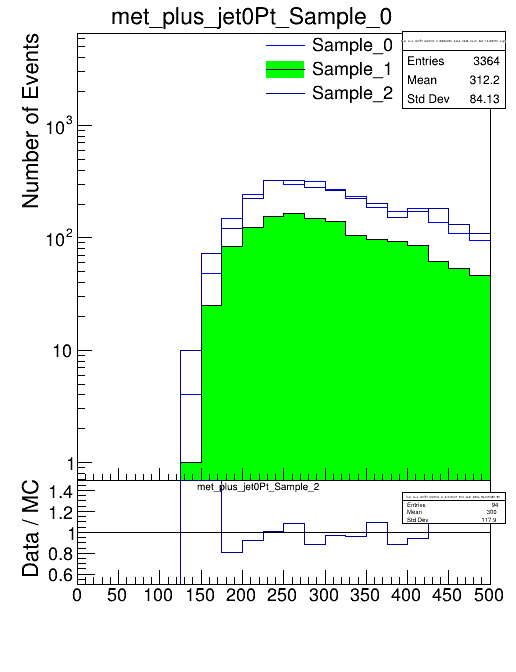 met_plus_jet0Pt_Sample_0
Sample_0
Sample_1
Sample_2
Entries 3364
Mean 312.2
Std Dev 84.13
Number of Events
10³
10²
10
1
met_plus_jet0Pt_Sample_2
Entries 94
Mean 300
Std Dev 117.9
Data / MC
1.4
1.2
1
0.8
0.6
0 50 100 150 200 250 300 350 400 450 500